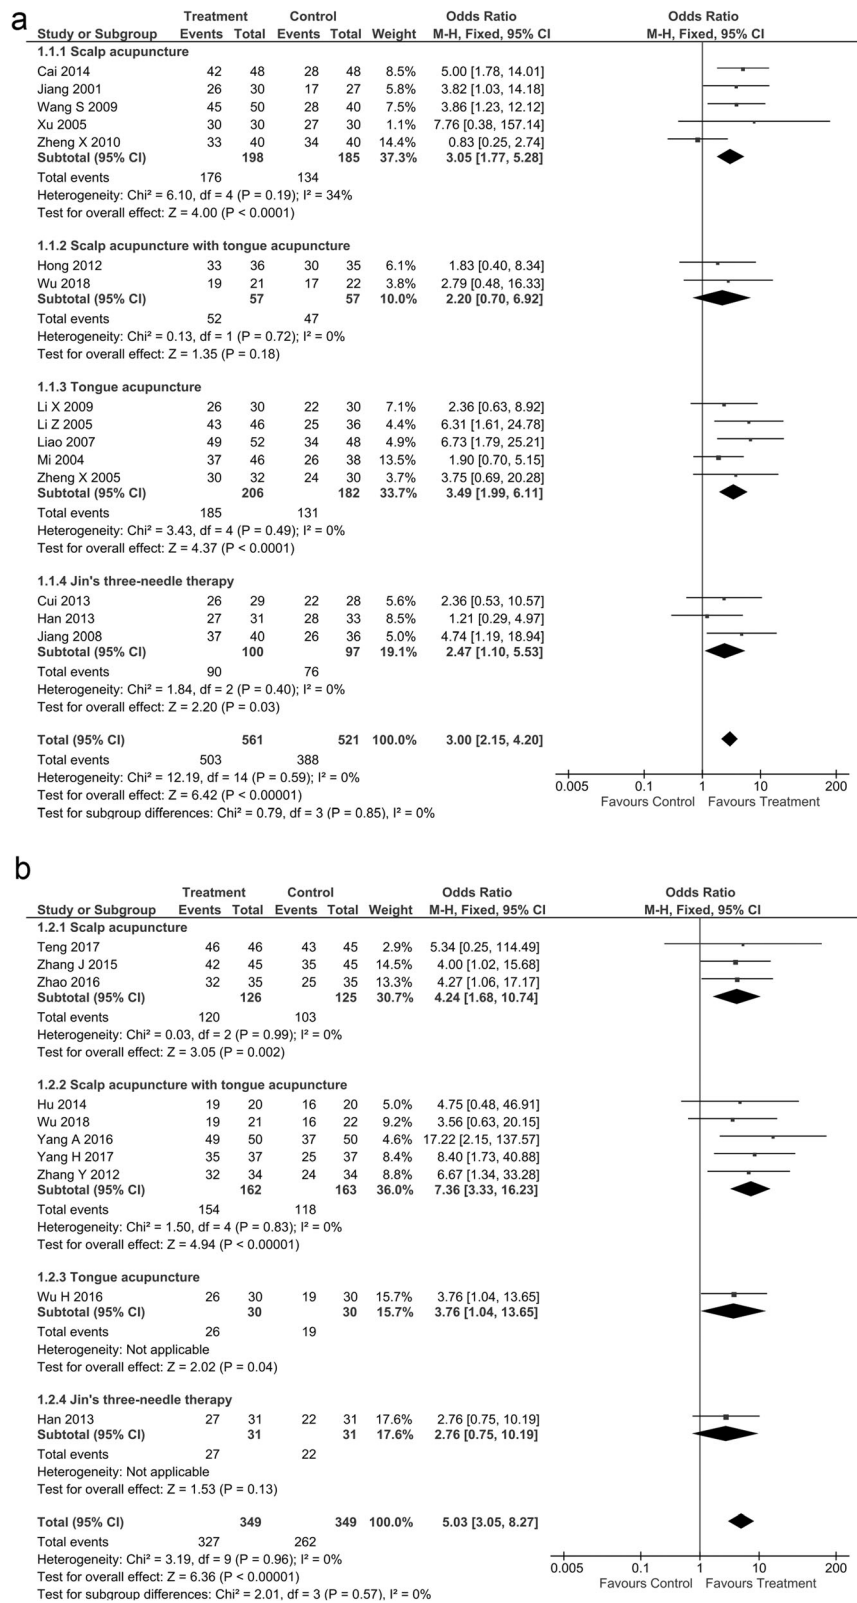 a
Treatment Control Odds Ratio Odds Ratio
Study or Subgroup Events Total Events Total Weight M-H, Fixed, 95% CI M-H, Fixed, 95% CI
1.1.1 Scalp acupuncture
Cai 2014 42 48 28 48 8.5% 5.00 [1.78, 14.01]
Jiang 2001 26 30 17 27 5.8% 3.82 [1.03, 14.18]
Wang S 2009 45 50 28 40 7.5% 3.86 [1.23, 12.12]
Xu 2005 30 30 27 30 1.1% 7.76 [0.38, 157.14]
Zheng X 2010 33 40 34 40 14.4% 0.83 [0.25, 2.74]
Subtotal (95% CI) 198 185 37.3% 3.05 [1.77, 5.28]
Total events 176 134
Heterogeneity: Chi² = 6.10, df = 4 (P = 0.19); I² = 34%
Test for overall effect: Z = 4.00 (P < 0.0001)
1.1.2 Scalp acupuncture with tongue acupuncture
Hong 2012 33 36 30 35 6.1% 1.83 [0.40, 8.34]
Wu 2018 19 21 17 22 3.8% 2.79 [0.48, 16.33]
Subtotal (95% CI) 57 57 10.0% 2.20 [0.70, 6.92]
Total events 52 47
Heterogeneity: Chi² = 0.13, df = 1 (P = 0.72); I² = 0%
Test for overall effect: Z = 1.35 (P = 0.18)
1.1.3 Tongue acupuncture
Li X 2009 26 30 22 30 7.1% 2.36 [0.63, 8.92]
Li Z 2005 43 46 25 36 4.4% 6.31 [1.61, 24.78]
Liao 2007 49 52 34 48 4.9% 6.73 [1.79, 25.21]
Mi 2004 37 46 26 38 13.5% 1.90 [0.70, 5.15]
Zheng X 2005 30 32 24 30 3.7% 3.75 [0.69, 20.28]
Subtotal (95% CI) 206 182 33.7% 3.49 [1.99, 6.11]
Total events 185 131
Heterogeneity: Chi² = 3.43, df = 4 (P = 0.49); I² = 0%
Test for overall effect: Z = 4.37 (P < 0.0001)
1.1.4 Jin's three-needle therapy
Cui 2013 26 29 22 28 5.6% 2.36 [0.53, 10.57]
Han 2013 27 31 28 33 8.5% 1.21 [0.29, 4.97]
Jiang 2008 37 40 26 36 5.0% 4.74 [1.19, 18.94]
Subtotal (95% CI) 100 97 19.1% 2.47 [1.10, 5.53]
Total events 90 76
Heterogeneity: Chi² = 1.84, df = 2 (P = 0.40); I² = 0%
Test for overall effect: Z = 2.20 (P = 0.03)
Total (95% CI) 561 521 100.0% 3.00 [2.15, 4.20]
Total events 503 388
Heterogeneity: Chi² = 12.19, df = 14 (P = 0.59); I² = 0%
Test for overall effect: Z = 6.42 (P < 0.00001)
Test for subgroup differences: Chi² = 0.79, df = 3 (P = 0.85), I² = 0%
0.005 0.1 1 10 200
Favours Control Favours Treatment
b
Treatment Control Odds Ratio Odds Ratio
Study or Subgroup Events Total Events Total Weight M-H, Fixed, 95% CI M-H, Fixed, 95% CI
1.2.1 Scalp acupuncture
Teng 2017 46 46 43 45 2.9% 5.34 [0.25, 114.49]
Zhang J 2015 42 45 35 45 14.5% 4.00 [1.02, 15.68]
Zhao 2016 32 35 25 35 13.3% 4.27 [1.06, 17.17]
Subtotal (95% CI) 126 125 30.7% 4.24 [1.68, 10.74]
Total events 120 103
Heterogeneity: Chi² = 0.03, df = 2 (P = 0.99); I² = 0%
Test for overall effect: Z = 3.05 (P = 0.002)
1.2.2 Scalp acupuncture with tongue acupuncture
Hu 2014 19 20 16 20 5.0% 4.75 [0.48, 46.91]
Wu 2018 19 21 16 22 9.2% 3.56 [0.63, 20.15]
Yang A 2016 49 50 37 50 4.6% 17.22 [2.15, 137.57]
Yang H 2017 35 37 25 37 8.4% 8.40 [1.73, 40.88]
Zhang Y 2012 32 34 24 34 8.8% 6.67 [1.34, 33.28]
Subtotal (95% CI) 162 163 36.0% 7.36 [3.33, 16.23]
Total events 154 118
Heterogeneity: Chi² = 1.50, df = 4 (P = 0.83); I² = 0%
Test for overall effect: Z = 4.94 (P < 0.00001)
1.2.3 Tongue acupuncture
Wu H 2016 26 30 19 30 15.7% 3.76 [1.04, 13.65]
Subtotal (95% CI) 30 30 15.7% 3.76 [1.04, 13.65]
Total events 26 19
Heterogeneity: Not applicable
Test for overall effect: Z = 2.02 (P = 0.04)
1.2.4 Jin's three-needle therapy
Han 2013 27 31 22 31 17.6% 2.76 [0.75, 10.19]
Subtotal (95% CI) 31 31 17.6% 2.76 [0.75, 10.19]
Total events 27 22
Heterogeneity: Not applicable
Test for overall effect: Z = 1.53 (P = 0.13)
Total (95% CI) 349 349 100.0% 5.03 [3.05, 8.27]
Total events 327 262
Heterogeneity: Chi² = 3.19, df = 9 (P = 0.96); I² = 0%
Test for overall effect: Z = 6.36 (P < 0.00001)
Test for subgroup differences: Chi² = 2.01, df = 3 (P = 0.57), I² = 0%
0.005 0.1 1 10 200
Favours Control Favours Treatment